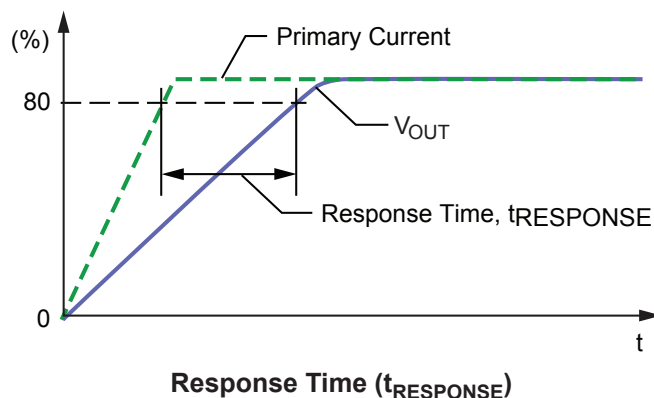 (%)
Primary Current
80
VOUT
Response Time, tRESPONSE
0
t
Response Time (tRESPONSE)